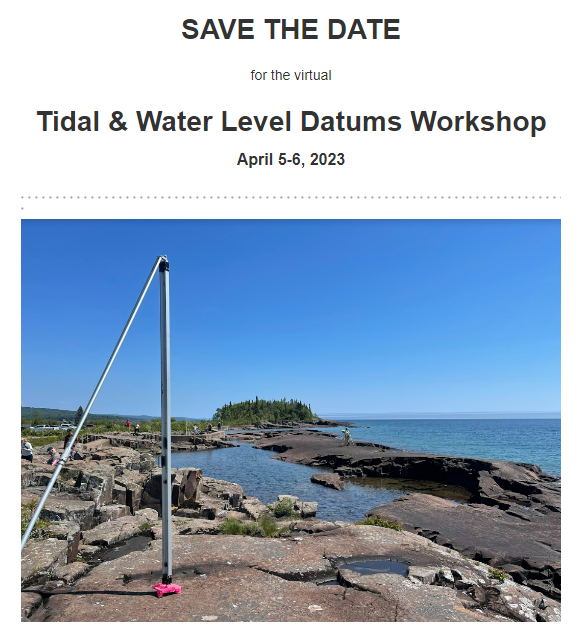 SAVE THE DATE
for the virtual
Tidal & Water Level Datums Workshop
April 5-6, 2023